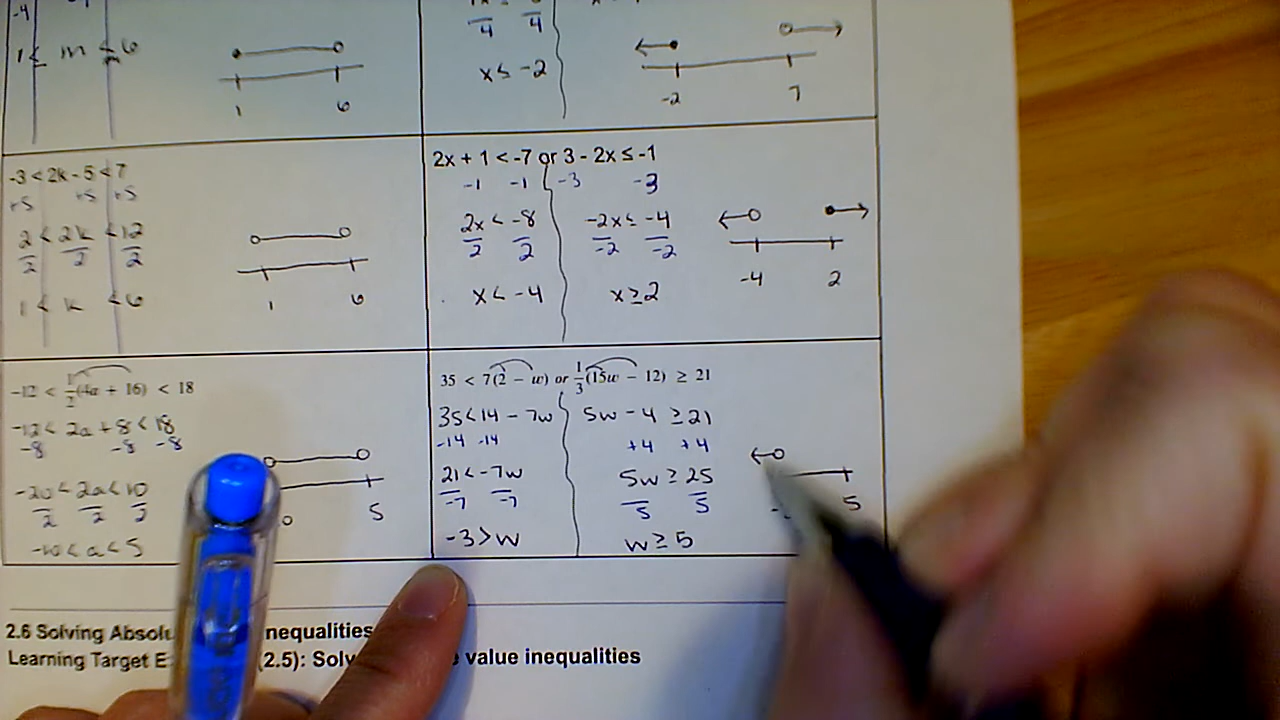 -4
1 ≤ m < 6
1
6
4
4
x ≤ -2
-2
7
-3 < 2k - 5 < 7
+5 +5 +5
2 < 2k < 12
2 2 2
1 < k < 6
1
6
2x + 1 < -7 or 3 - 2x ≤ -1
-1 -1 -3 -3
2x < -8 -2x ≤ -4
2 2 -2 -2
x < -4 x ≥ 2
-4
2
-12 < 1/2(4a + 16) < 18
-12 < 2a + 8 < 18
-8 -8 -8
-20 < 2a < 10
2 2 2
-10 < a < 5
5
35 < 7(2 - w) or 1/3(15w - 12) ≥ 21
35 < 14 - 7w 5w - 4 ≥ 21
-14 -14 +4 +4
21 < -7w 5w ≥ 25
-7 -7 5 5
-3 > w w ≥ 5
5
2.6 Solving nequalities
Learning Target (2.5): value inequalities